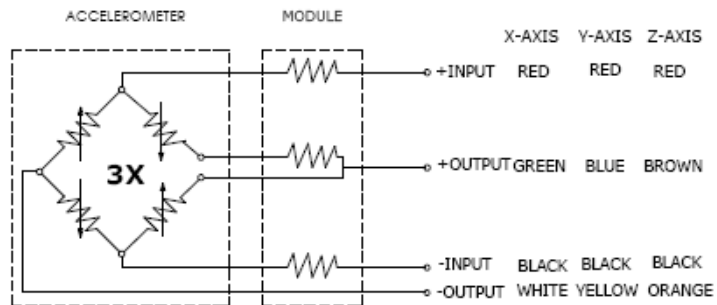 ACCELEROMETER MODULE
X-AXIS Y-AXIS Z-AXIS
+INPUT RED RED RED
3X
+OUTPUT GREEN BLUE BROWN
-INPUT BLACK BLACK BLACK
-OUTPUT WHITE YELLOW ORANGE